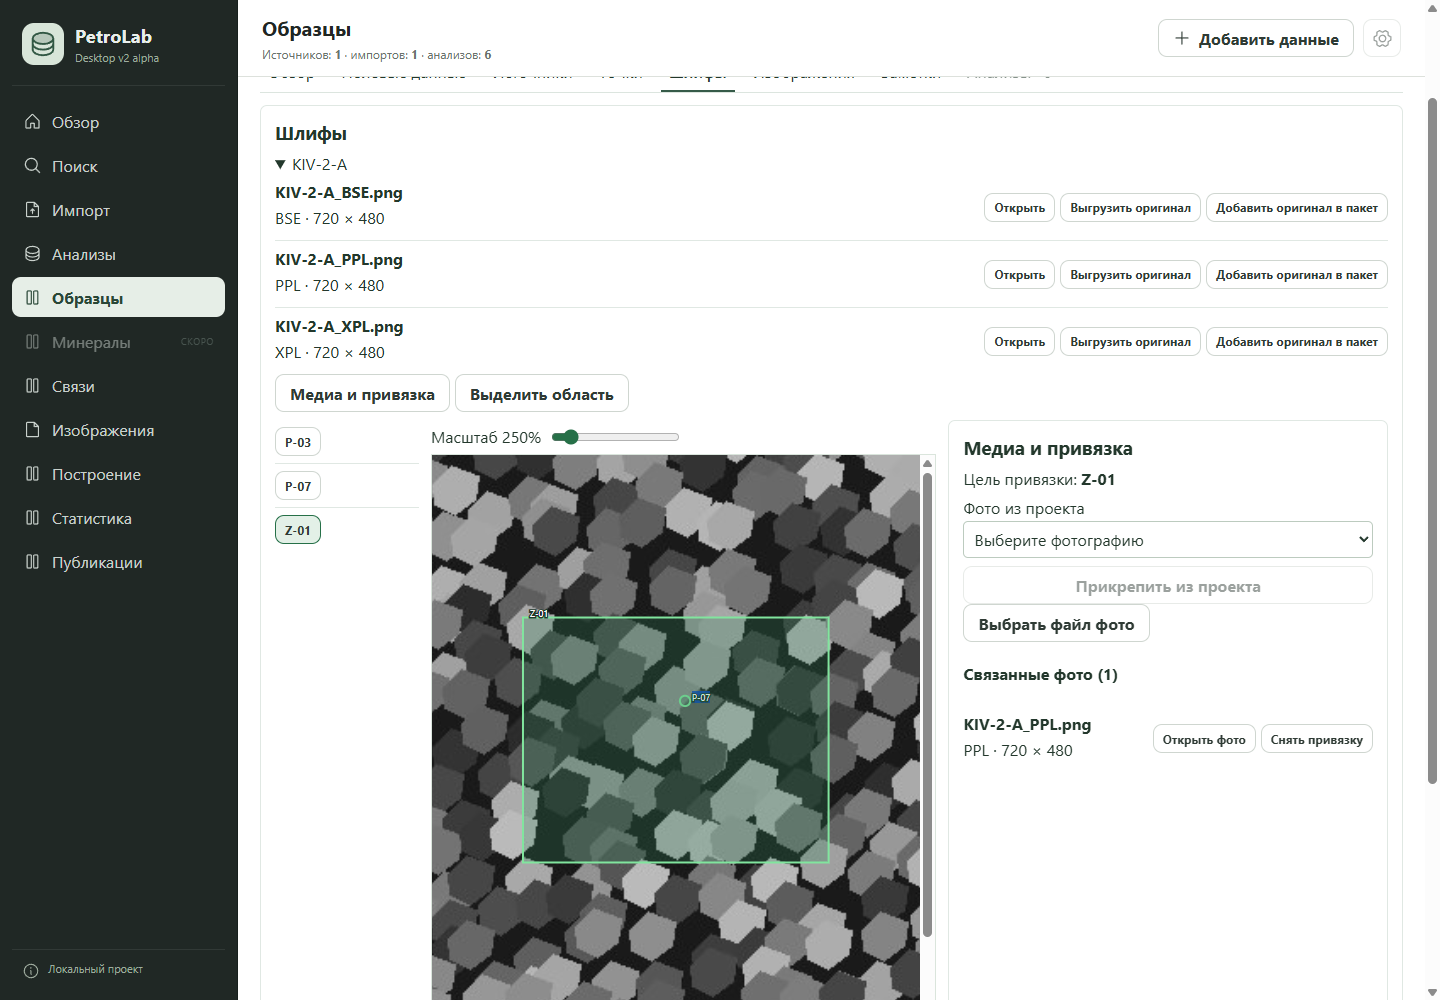 PetroLab
Desktop v2 alpha
Обзор
Поиск
Импорт
Анализы
Образцы
Минералы СКОРО
Связи
Изображения
Построение
Статистика
Публикации
Локальный проект
Образцы
Источников: 1 · импортов: 1 · анализов: 6
Добавить данные
Шлифы
▼ KIV-2-A
KIV-2-A_BSE.png
BSE · 720 × 480
Открыть Выгрузить оригинал Добавить оригинал в пакет
KIV-2-A_PPL.png
PPL · 720 × 480
Открыть Выгрузить оригинал Добавить оригинал в пакет
KIV-2-A_XPL.png
XPL · 720 × 480
Открыть Выгрузить оригинал Добавить оригинал в пакет
Медиа и привязка Выделить область
P-03
P-07
Z-01
Масштаб 250%
Z-01
P-07
Медиа и привязка
Цель привязки: Z-01
Фото из проекта
Выберите фотографию
Прикрепить из проекта
Выбрать файл фото
Связанные фото (1)
KIV-2-A_PPL.png
PPL · 720 × 480
Открыть фото Снять привязку